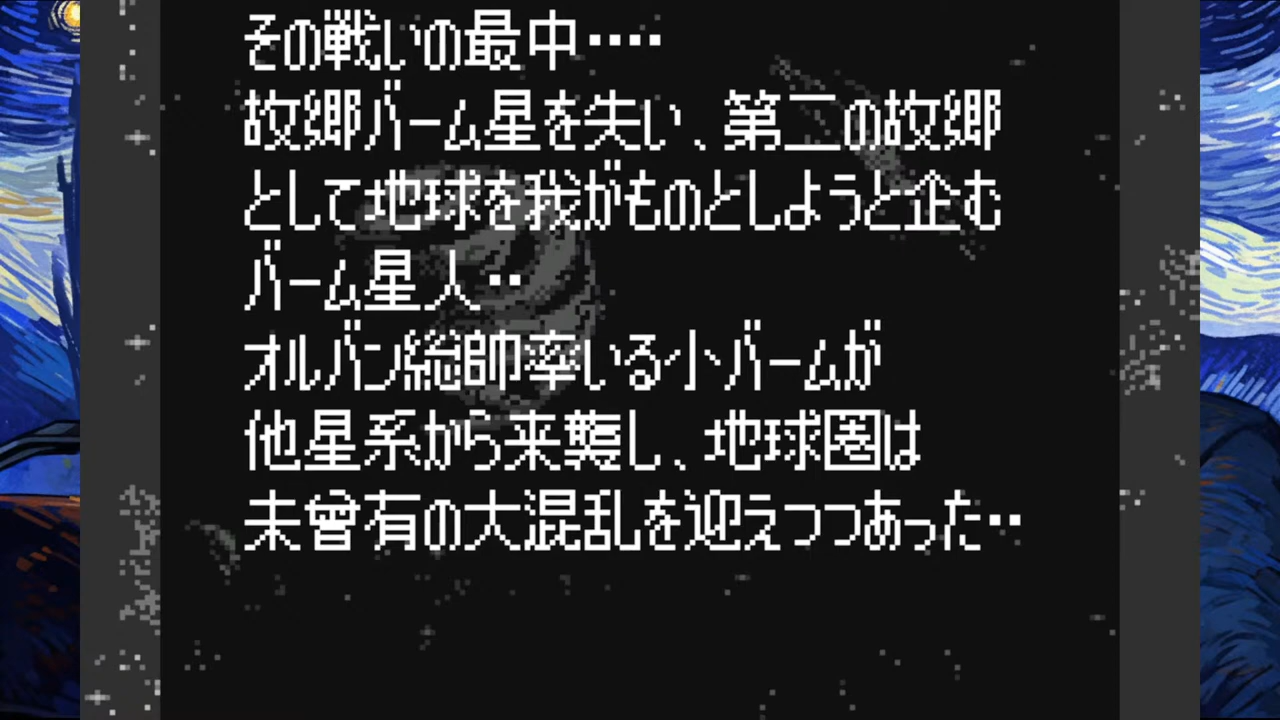 その戦いの最中‥‥
故郷バーム星を失い、第二の故郷
として地球を我がものとしようと企む
バーム星人‥
オルバン総帥率いる小バームが
他星系から来襲し、地球圏は
未曾有の大混乱を迎えつつあった‥